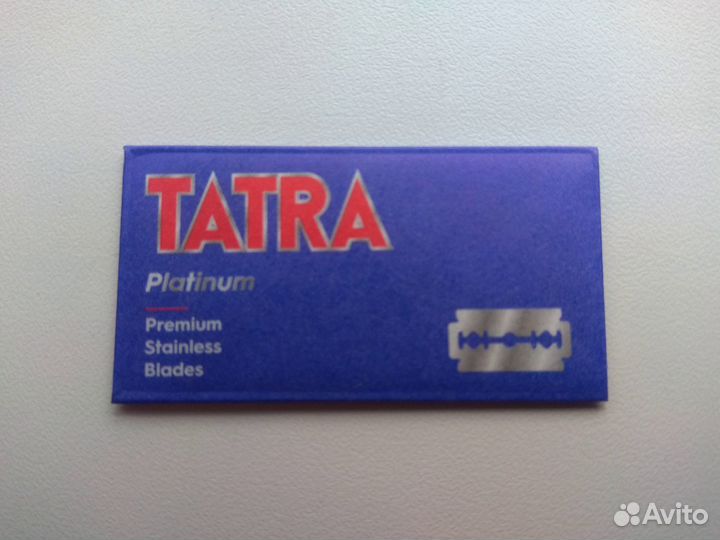 TATRA
Platinum
Premium
Stainless
Blades
Avito